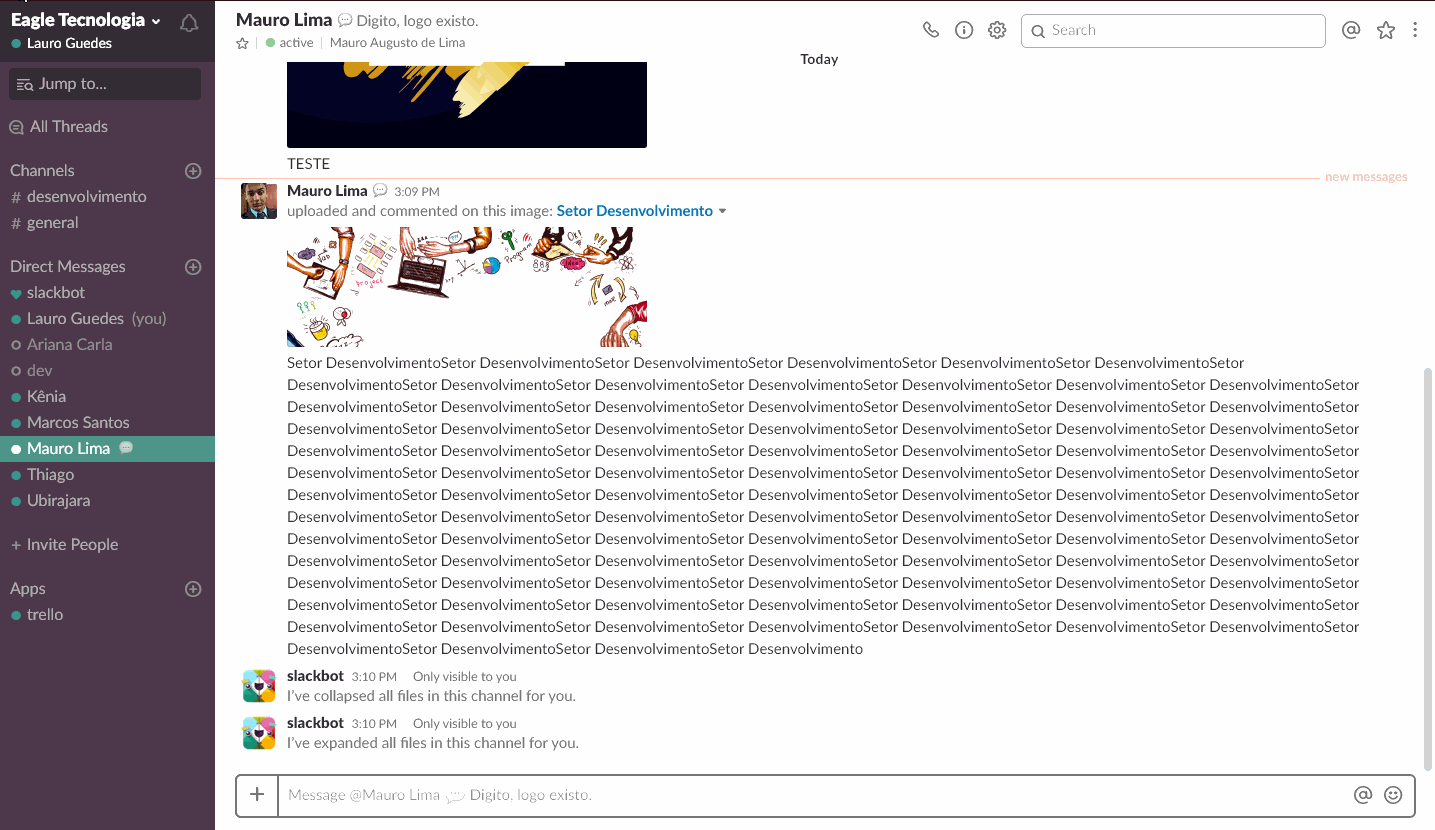 Eagle Tecnologia
Lauro Guedes
Jump to...
All Threads
Channels
# desenvolvimento
# general
Direct Messages
slackbot
Lauro Guedes (you)
Ariana Carla
dev
Kênia
Marcos Santos
Mauro Lima
Thiago
Ubirajara
+ Invite People
Apps
trello
Mauro Lima 💬 Digito, logo existo.
active | Mauro Augusto de Lima
Search
Today
TESTE
new messages
Mauro Lima 💬 3:09 PM
uploaded and commented on this image: Setor Desenvolvimento
Project
Program
OK!
Setor DesenvolvimentoSetor DesenvolvimentoSetor DesenvolvimentoSetor DesenvolvimentoSetor DesenvolvimentoSetor DesenvolvimentoSetor
DesenvolvimentoSetor DesenvolvimentoSetor DesenvolvimentoSetor DesenvolvimentoSetor DesenvolvimentoSetor DesenvolvimentoSetor DesenvolvimentoSetor
DesenvolvimentoSetor DesenvolvimentoSetor DesenvolvimentoSetor DesenvolvimentoSetor DesenvolvimentoSetor DesenvolvimentoSetor DesenvolvimentoSetor
DesenvolvimentoSetor DesenvolvimentoSetor DesenvolvimentoSetor DesenvolvimentoSetor DesenvolvimentoSetor DesenvolvimentoSetor DesenvolvimentoSetor
DesenvolvimentoSetor DesenvolvimentoSetor DesenvolvimentoSetor DesenvolvimentoSetor DesenvolvimentoSetor DesenvolvimentoSetor DesenvolvimentoSetor
DesenvolvimentoSetor DesenvolvimentoSetor DesenvolvimentoSetor DesenvolvimentoSetor DesenvolvimentoSetor DesenvolvimentoSetor DesenvolvimentoSetor
DesenvolvimentoSetor DesenvolvimentoSetor DesenvolvimentoSetor DesenvolvimentoSetor DesenvolvimentoSetor DesenvolvimentoSetor DesenvolvimentoSetor
DesenvolvimentoSetor DesenvolvimentoSetor DesenvolvimentoSetor DesenvolvimentoSetor DesenvolvimentoSetor DesenvolvimentoSetor DesenvolvimentoSetor
DesenvolvimentoSetor DesenvolvimentoSetor DesenvolvimentoSetor DesenvolvimentoSetor DesenvolvimentoSetor DesenvolvimentoSetor DesenvolvimentoSetor
DesenvolvimentoSetor DesenvolvimentoSetor DesenvolvimentoSetor DesenvolvimentoSetor DesenvolvimentoSetor DesenvolvimentoSetor DesenvolvimentoSetor
DesenvolvimentoSetor DesenvolvimentoSetor DesenvolvimentoSetor DesenvolvimentoSetor DesenvolvimentoSetor DesenvolvimentoSetor DesenvolvimentoSetor
DesenvolvimentoSetor DesenvolvimentoSetor DesenvolvimentoSetor DesenvolvimentoSetor DesenvolvimentoSetor DesenvolvimentoSetor DesenvolvimentoSetor
DesenvolvimentoSetor DesenvolvimentoSetor DesenvolvimentoSetor DesenvolvimentoSetor DesenvolvimentoSetor DesenvolvimentoSetor DesenvolvimentoSetor
DesenvolvimentoSetor DesenvolvimentoSetor DesenvolvimentoSetor Desenvolvimento
slackbot 3:10 PM Only visible to you
I've collapsed all files in this channel for you.
slackbot 3:10 PM Only visible to you
I've expanded all files in this channel for you.
Message @Mauro Lima 💬 Digito, logo existo.